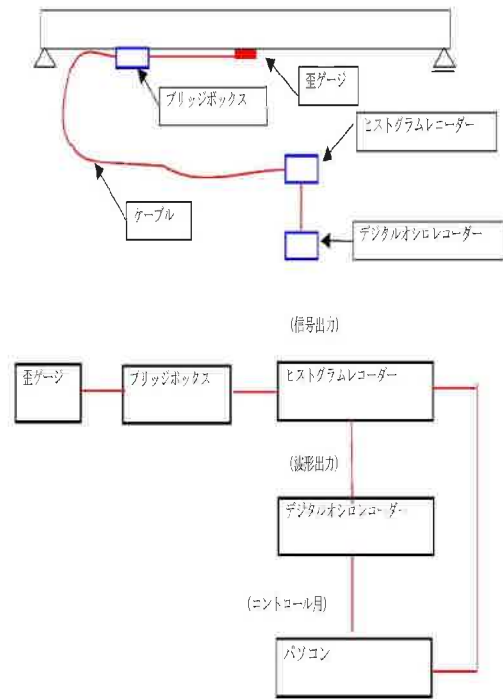 歪ゲージ
ブリッジボックス
ヒストグラムレコーダー
ケーブル
デジタルオシロレコーダー
(信号出力)
歪ゲージ
ブリッジボックス
ヒストグラムレコーダー
(波形出力)
デジタルオシロレコーダー
(コントロール用)
パソコン